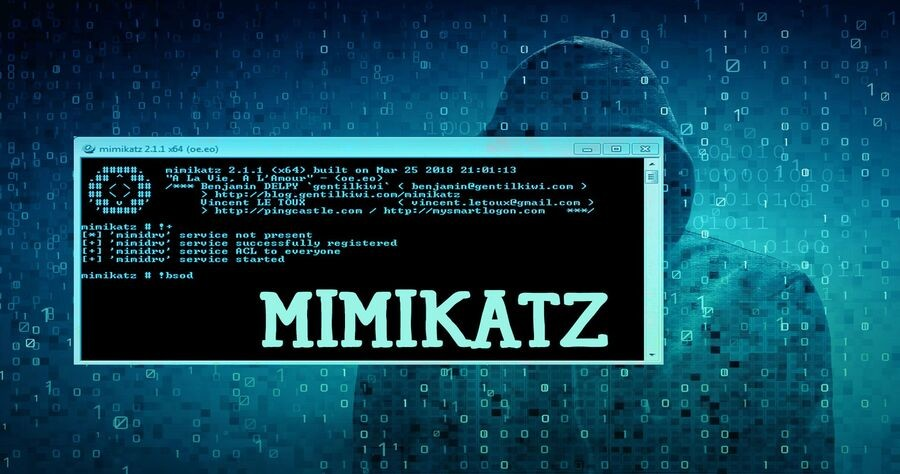 mimikatz 2.1.1 x64 (oe.eo)
mimikatz 2.1.1 (x64) built on Mar 25 2018 21:01:13
"A La Vie, A L'Amour" - (oe.eo)
/*** Benjamin DELPY `gentilkiwi` ( benjamin@gentilkiwi.com )
> http://blog.gentilkiwi.com/mimikatz
Vincent LE TOUX ( vincent.letoux@gmail.com )
> http://pingcastle.com / http://mysmartlogon.com ***/
mimikatz # !+
[*] 'mimidrv' service not present
[+] 'mimidrv' service successfully registered
[+] 'mimidrv' service ACL to everyone
[+] 'mimidrv' service started
mimikatz # !bsod
MIMIKATZ